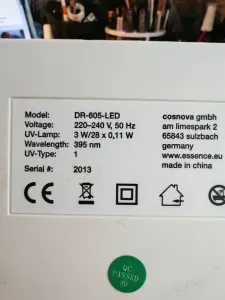 Model: DR-605-LED
Voltage: 220–240 V, 50 Hz
UV-Lamp: 3 W/28 x 0,11 W
Wavelength: 395 nm
UV-Type: 1
Serial #: 2013
cosnova gmbh
am limespark 2
65843 sulzbach
germany
www.essence.eu
made in china
CE
QC
PASSED